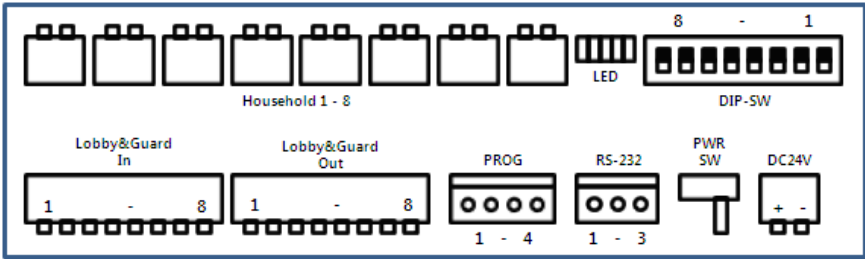 8 - 1
LED
Household 1 - 8
DIP-SW
Lobby&Guard
In
Lobby&Guard
Out
PROG
RS-232
PWR
SW
DC24V
1 - 8
1 - 8
+ -
1 - 4
1 - 3